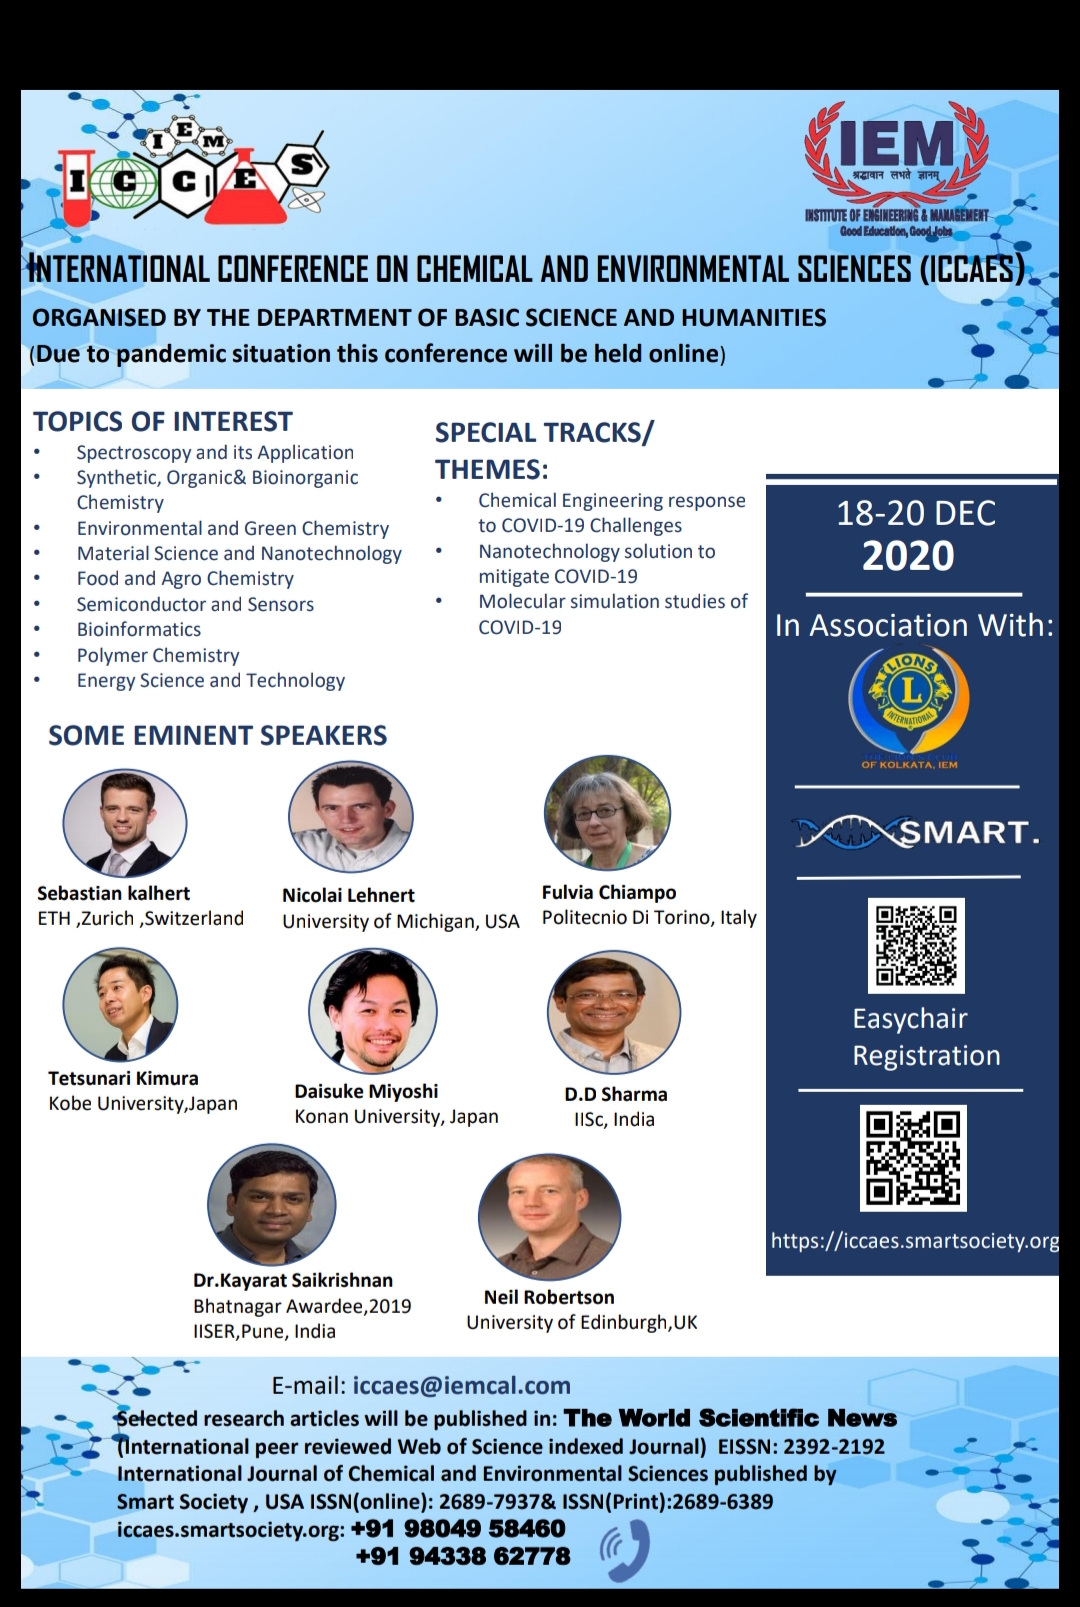 IEM
ICCAES
IEM
श्रद्धावान लभते ज्ञानम्
INSTITUTE OF ENGINEERING & MANAGEMENT
Good Education, Good Jobs
INTERNATIONAL CONFERENCE ON CHEMICAL AND ENVIRONMENTAL SCIENCES (ICCAES)
ORGANISED BY THE DEPARTMENT OF BASIC SCIENCE AND HUMANITIES
(Due to pandemic situation this conference will be held online)
TOPICS OF INTEREST
• Spectroscopy and its Application
• Synthetic, Organic& Bioinorganic
Chemistry
• Environmental and Green Chemistry
• Material Science and Nanotechnology
• Food and Agro Chemistry
• Semiconductor and Sensors
• Bioinformatics
• Polymer Chemistry
• Energy Science and Technology
SPECIAL TRACKS/
THEMES:
• Chemical Engineering response
to COVID-19 Challenges
• Nanotechnology solution to
mitigate COVID-19
• Molecular simulation studies of
COVID-19
18-20 DEC
2020
In Association With:
LIONS
L
INTERNATIONAL
OF KOLKATA, IEM
SMART.
Easychair
Registration
https://iccaes.smartsociety.org
SOME EMINENT SPEAKERS
Sebastian kalhert
ETH ,Zurich ,Switzerland
Nicolai Lehnert
University of Michigan, USA
Fulvia Chiampo
Politecnio Di Torino, Italy
Tetsunari Kimura
Kobe University,Japan
Daisuke Miyoshi
Konan University, Japan
D.D Sharma
IISc, India
Dr.Kayarat Saikrishnan
Bhatnagar Awardee,2019
IISER,Pune, India
Neil Robertson
University of Edinburgh,UK
E-mail: iccaes@iemcal.com
Selected research articles will be published in: The World Scientific News
(International peer reviewed Web of Science indexed Journal) EISSN: 2392-2192
International Journal of Chemical and Environmental Sciences published by
Smart Society , USA ISSN(online): 2689-7937& ISSN(Print):2689-6389
iccaes.smartsociety.org: +91 98049 58460
+91 94338 62778